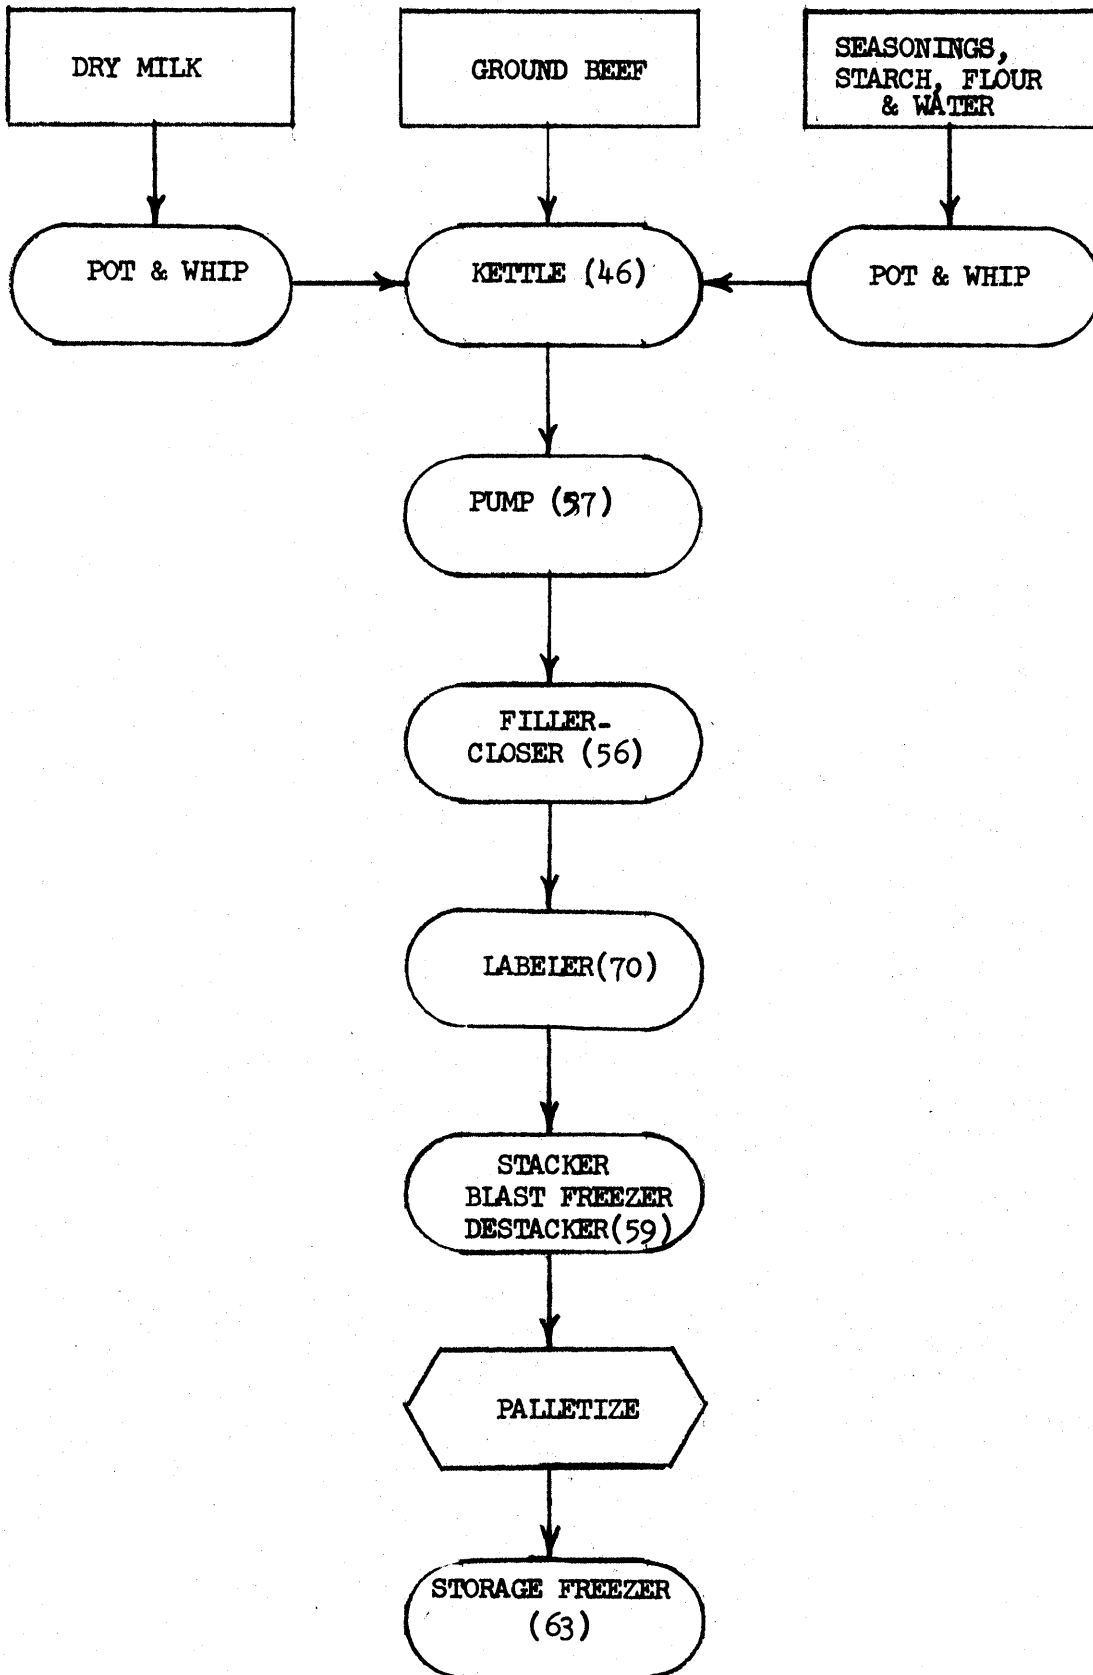 DRY MILK
GROUND BEEF
SEASONINGS,
STARCH, FLOUR
& WATER
POT & WHIP
KETTLE (46)
POT & WHIP
PUMP (57)
FILLER-
CLOSER (56)
LABELER(70)
STACKER
BLAST FREEZER
DESTACKER(59)
PALLETIZE
STORAGE FREEZER
(63)